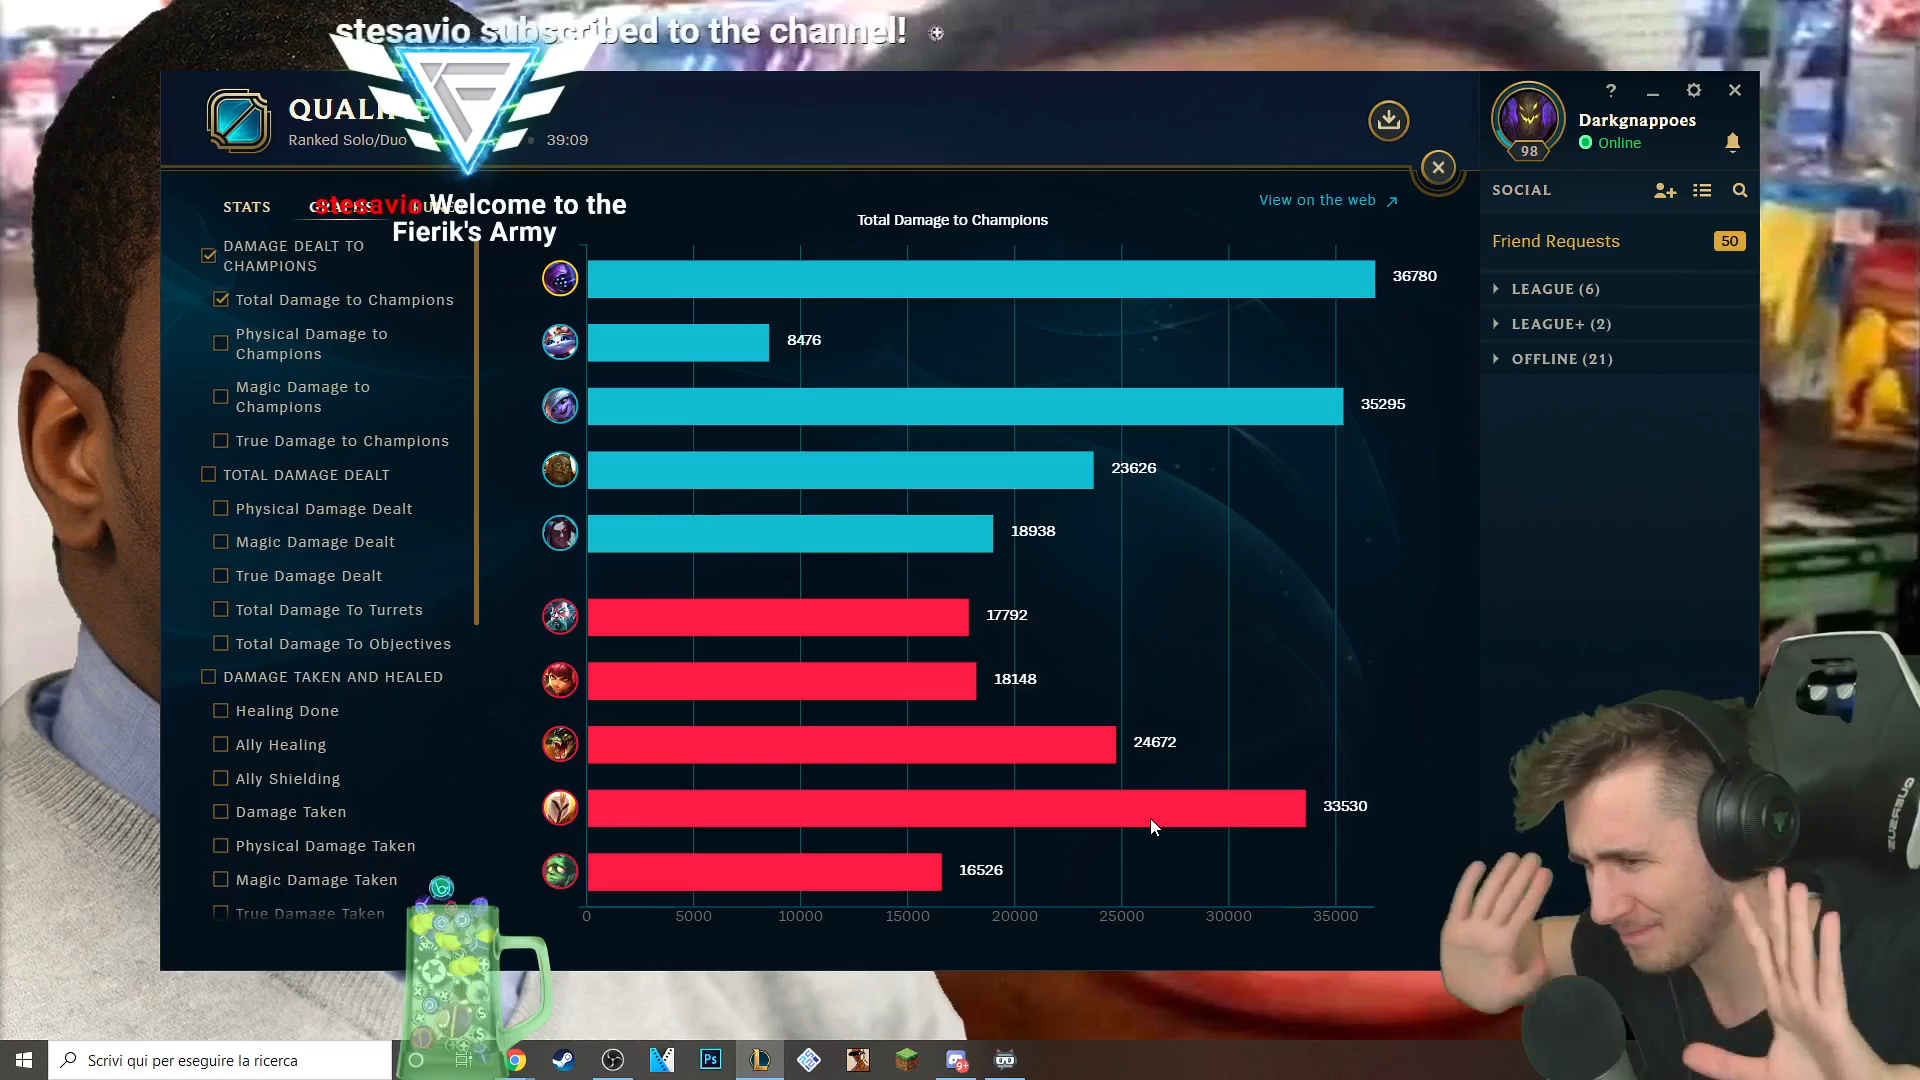 stesavio subscribed to the channel!
Ranked Solo/Duo
39:09
stesavio Welcome to the
Fierik's Army
STATS
View on the web
Total Damage to Champions
DAMAGE DEALT TO
CHAMPIONS
Total Damage to Champions
Physical Damage to
Champions
Magic Damage to
Champions
True Damage to Champions
TOTAL DAMAGE DEALT
Physical Damage Dealt
Magic Damage Dealt
True Damage Dealt
Total Damage To Turrets
Total Damage To Objectives
DAMAGE TAKEN AND HEALED
Healing Done
Ally Healing
Ally Shielding
Damage Taken
Physical Damage Taken
Magic Damage Taken
True Damage Taken
36780
8476
35295
23626
18938
17792
18148
24672
33530
16526
0 5000 10000 15000 20000 25000 30000 35000
?
98
Darkgnappoes
Online
SOCIAL
Friend Requests 50
LEAGUE (6)
LEAGUE+ (2)
OFFLINE (21)
Scrivi qui per eseguire la ricerca
Ps
9+